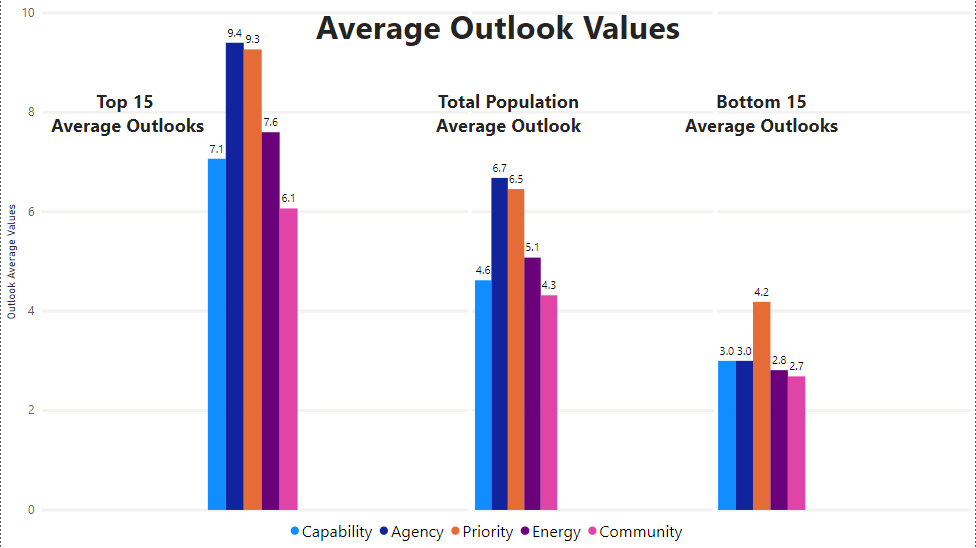 Average Outlook Values
Top 15
Average Outlooks
Total Population
Average Outlook
Bottom 15
Average Outlooks
Outlook Average Values
10
8
6
4
2
0
7.1
9.4
9.3
7.6
6.1
4.6
6.7
6.5
5.1
4.3
3.0
3.0
4.2
2.8
2.7
Capability Agency Priority Energy Community